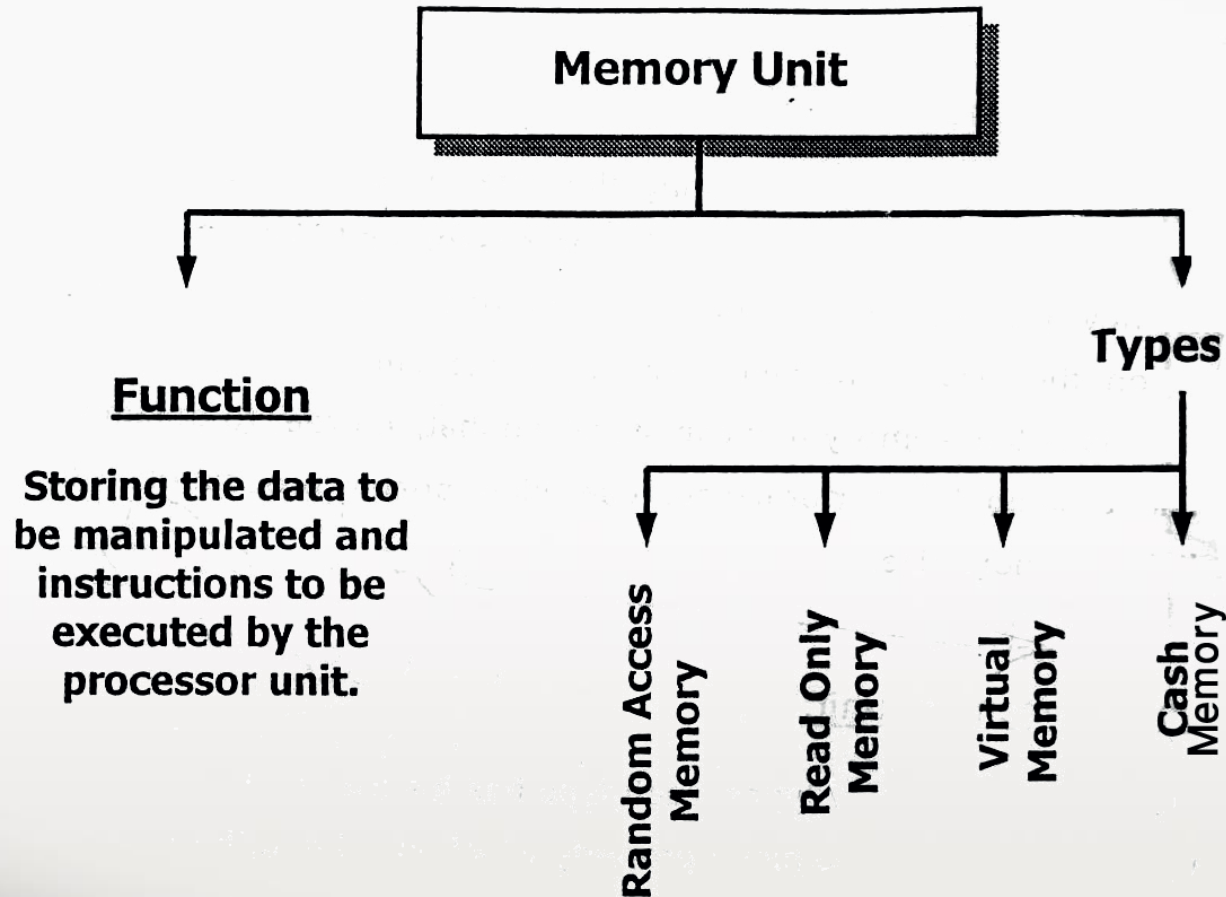 Memory Unit
Function
Storing the data to
be manipulated and
instructions to be
executed by the
processor unit.
Types
Random Access
Memory
Read Only
Memory
Virtual
Memory
Cash
Memory